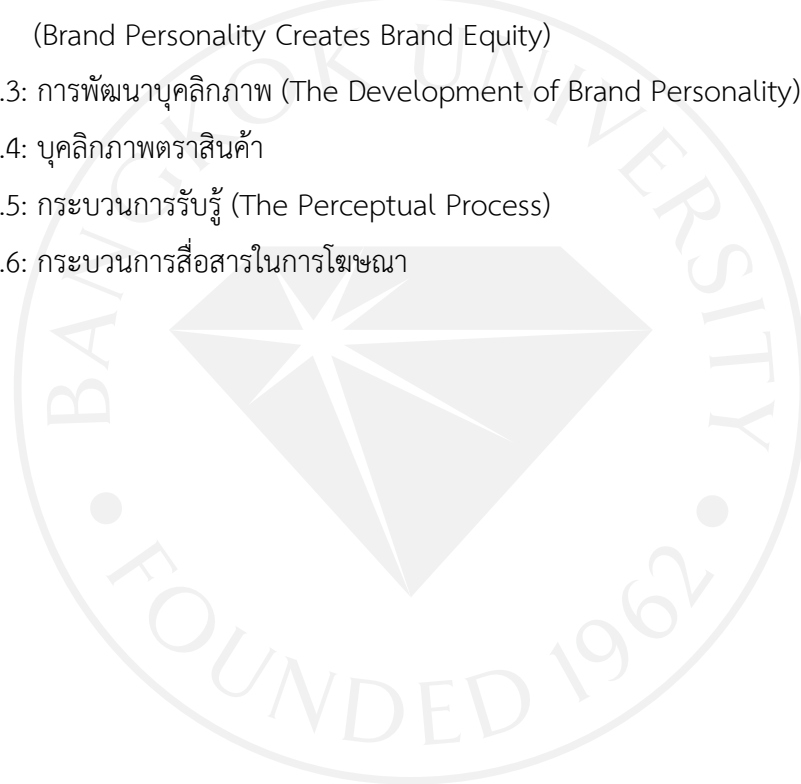 (Brand Personality Creates Brand Equity)
.3: การพัฒนาบุคลิกภาพ (The Development of Brand Personality)
.4: บุคลิกภาพตราสินค้า
.5: กระบวนการรับรู้ (The Perceptual Process)
.6: กระบวนการสื่อสารในการโฆษณา
BANGKOK UNIVERSITY
FOUNDED 1962